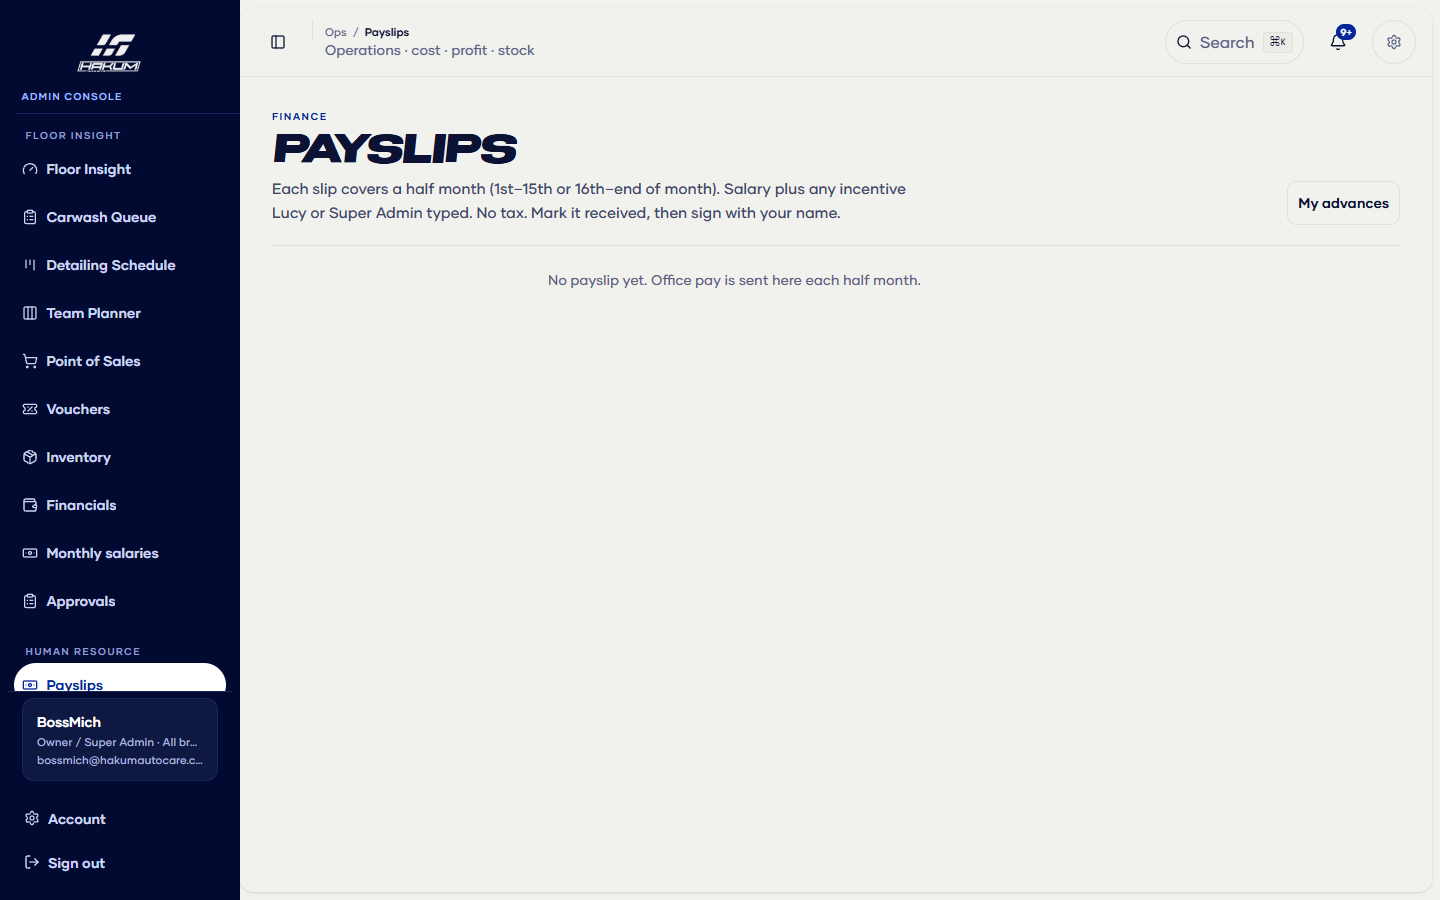 HAKUM
ADMIN CONSOLE
FLOOR INSIGHT
Floor Insight
Carwash Queue
Detailing Schedule
Team Planner
Point of Sales
Vouchers
Inventory
Financials
Monthly salaries
Approvals
HUMAN RESOURCE
Payslips
BossMich
Owner / Super Admin · All br...
bossmich@hakumautocare.c...
Account
Sign out
Ops / Payslips
Operations · cost · profit · stock
Search ⌘K
9+
FINANCE
PAYSLIPS
Each slip covers a half month (1st–15th or 16th–end of month). Salary plus any incentive
Lucy or Super Admin typed. No tax. Mark it received, then sign with your name.
My advances
No payslip yet. Office pay is sent here each half month.